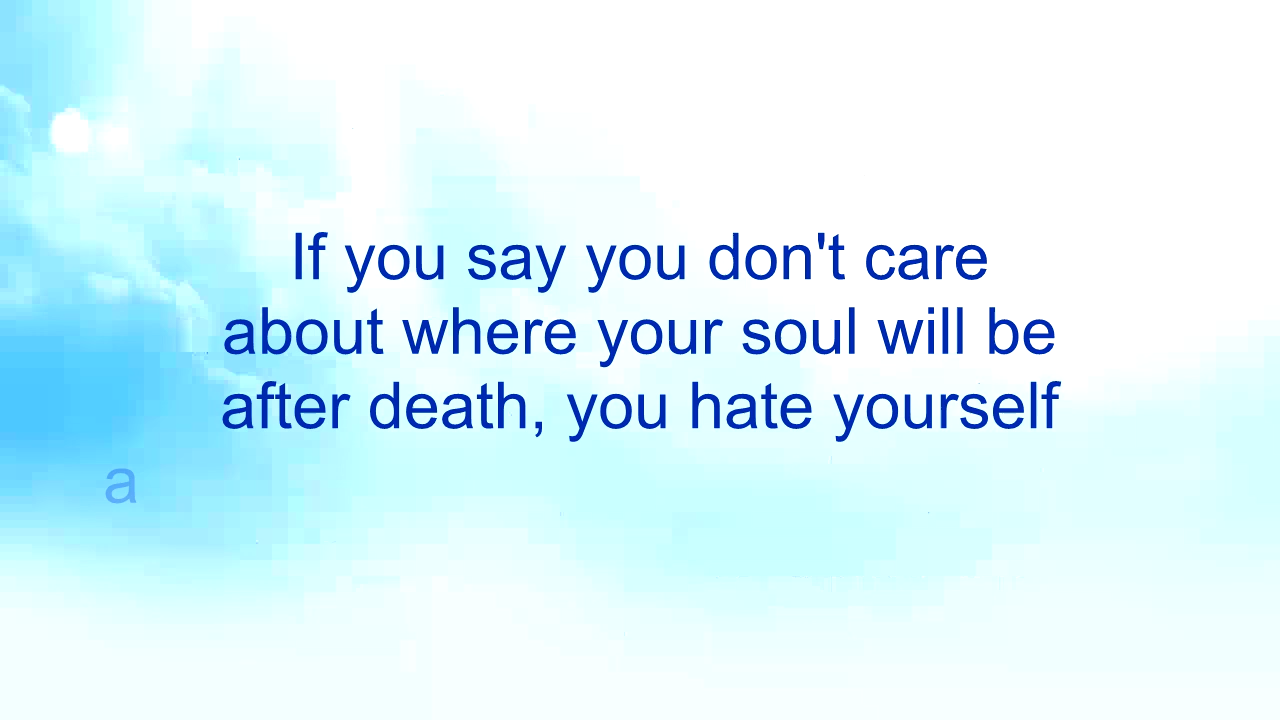 If you say you don't care
about where your soul will be
after death, you hate yourself
a